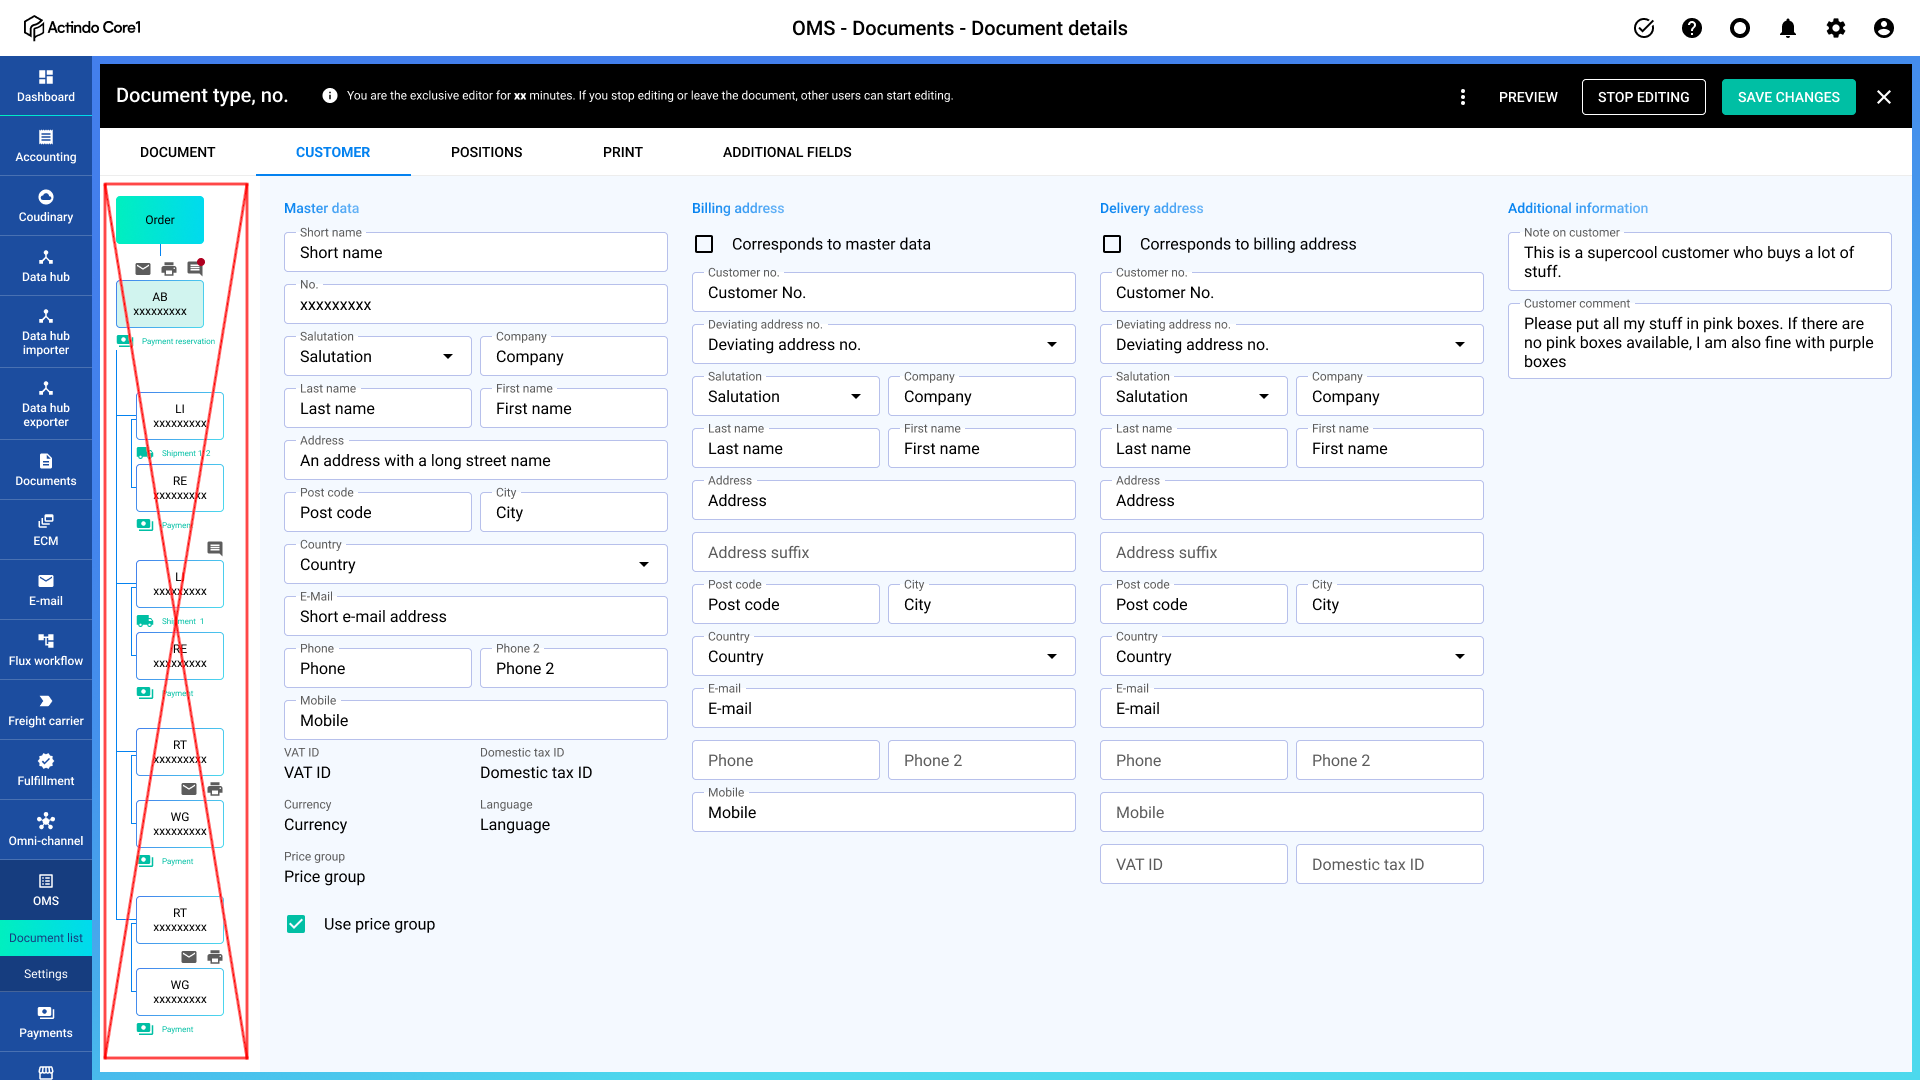 Actindo Core1
OMS - Documents - Document details
Dashboard
Accounting
Coudinary
Data hub
Data hub
importer
Data hub
exporter
Documents
ECM
E-mail
Flux workflow
Freight carrier
Fulfillment
Omni-channel
OMS
Document list
Settings
Payments
Document type, no.
You are the exclusive editor for xx minutes. If you stop editing or leave the document, other users can start editing.
PREVIEW
STOP EDITING
SAVE CHANGES
DOCUMENT
CUSTOMER
POSITIONS
PRINT
ADDITIONAL FIELDS
Order
AB
xxxxxxxxx
Payment reservation
LI
xxxxxxxxx
Shipment
RE
xxxxxxxxx
Payment
LI
xxxxxxxxx
Shipment 1
RE
xxxxxxxxx
Payment
RT
xxxxxxxxx
WG
xxxxxxxxx
Payment
RT
xxxxxxxxx
WG
xxxxxxxxx
Payment
Master data
Short name
Short name
No.
xxxxxxxxx
Salutation
Salutation
Company
Company
Last name
Last name
First name
First name
Address
An address with a long street name
Post code
Post code
City
City
Country
Country
E-Mail
Short e-mail address
Phone
Phone
Phone 2
Phone 2
Mobile
Mobile
VAT ID
VAT ID
Domestic tax ID
Domestic tax ID
Currency
Currency
Language
Language
Price group
Price group
Use price group
Billing address
Corresponds to master data
Customer no.
Customer No.
Deviating address no.
Deviating address no.
Salutation
Salutation
Company
Company
Last name
Last name
First name
First name
Address
Address
Address suffix
Post code
Post code
City
City
Country
Country
E-mail
E-mail
Phone
Phone 2
Mobile
Mobile
Delivery address
Corresponds to billing address
Customer no.
Customer No.
Deviating address no.
Deviating address no.
Salutation
Salutation
Company
Company
Last name
Last name
First name
First name
Address
Address
Address suffix
Post code
Post code
City
City
Country
Country
E-mail
E-mail
Phone
Phone 2
Mobile
VAT ID
Domestic tax ID
Additional information
Note on customer
This is a supercool customer who buys a lot of
stuff.
Customer comment
Please put all my stuff in pink boxes. If there are
no pink boxes available, I am also fine with purple
boxes